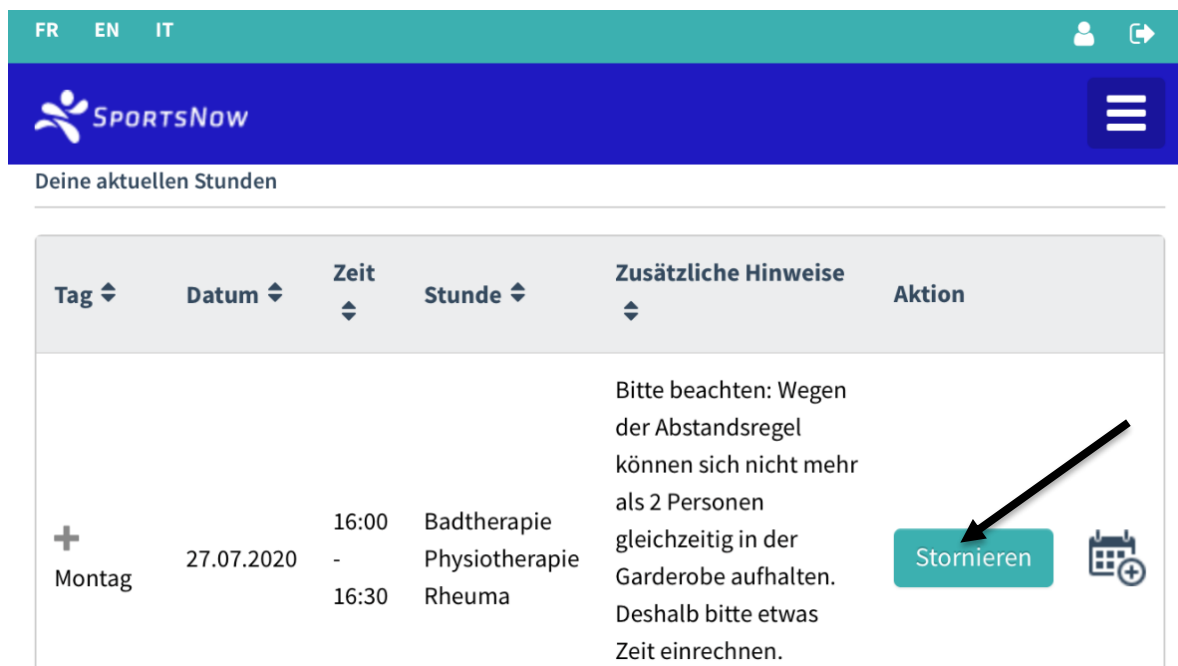 FR EN IT
SPORTSNOW
Deine aktuellen Stunden
Tag Datum Zeit Stunde Zusätzliche Hinweise Aktion
Montag
27.07.2020
16:00
-
16:30
Badtherapie
Physiotherapie
Rheuma
Bitte beachten: Wegen
der Abstandsregel
können sich nicht mehr
als 2 Personen
gleichzeitig in der
Garderobe aufhalten.
Deshalb bitte etwas
Zeit einrechnen.
Stornieren